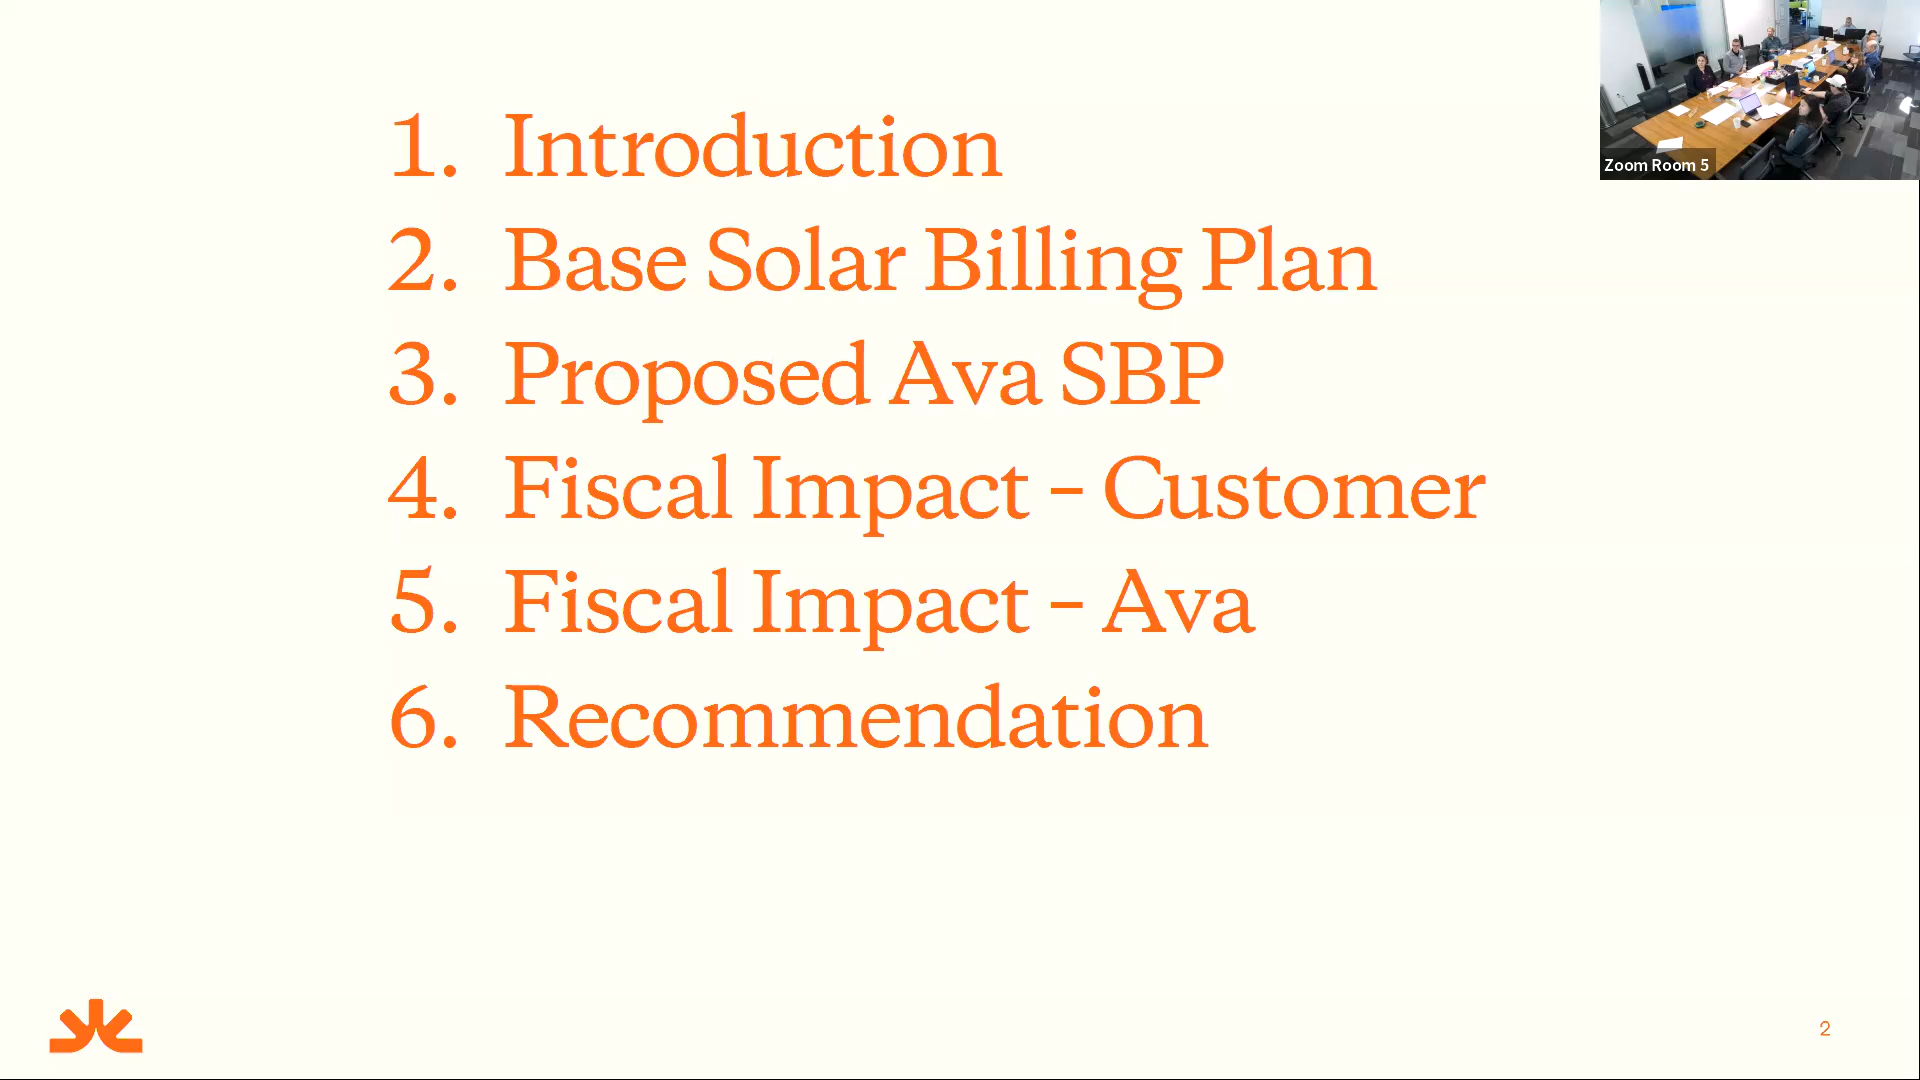 1. Introduction
2. Base Solar Billing Plan
3. Proposed Ava SBP
4. Fiscal Impact – Customer
5. Fiscal Impact – Ava
6. Recommendation
Zoom Room 5
2